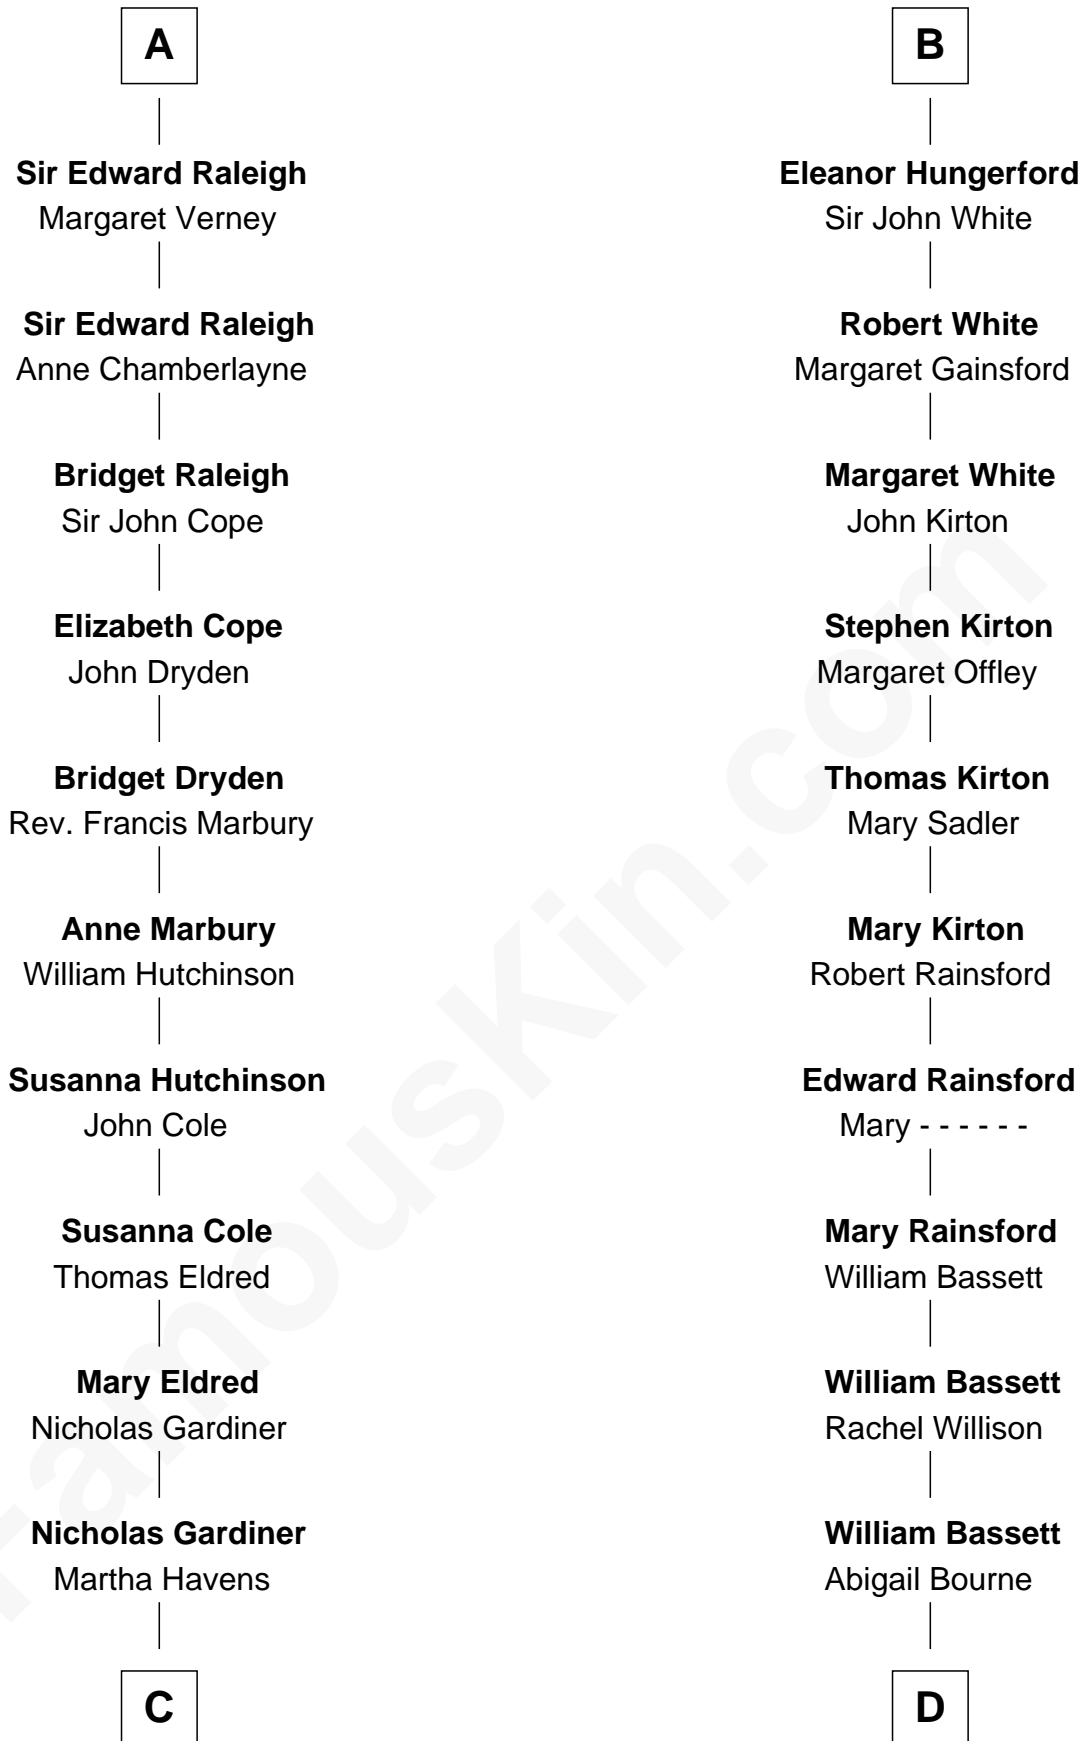 A
Sir Edward Raleigh
Margaret Verney
Sir Edward Raleigh
Anne Chamberlayne
Bridget Raleigh
Sir John Cope
Elizabeth Cope
John Dryden
Bridget Dryden
Rev. Francis Marbury
Anne Marbury
William Hutchinson
Susanna Hutchinson
John Cole
Susanna Cole
Thomas Eldred
Mary Eldred
Nicholas Gardiner
Nicholas Gardiner
Martha Havens
C
B
Eleanor Hungerford
Sir John White
Robert White
Margaret Gainsford
Margaret White
John Kirton
Stephen Kirton
Margaret Offley
Thomas Kirton
Mary Sadler
Mary Kirton
Robert Rainsford
Edward Rainsford
Mary - - - - - -
Mary Rainsford
William Bassett
William Bassett
Rachel Willison
William Bassett
Abigail Bourne
D
FamousKin.com